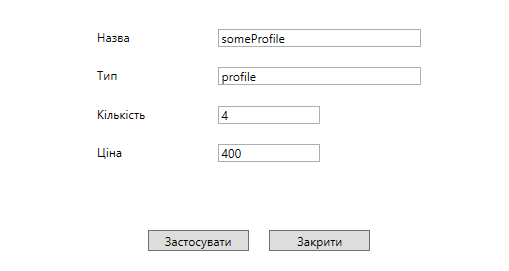 Назва someProfile
Тип profile
Кількість 4
Ціна 400
Застосувати Закрити